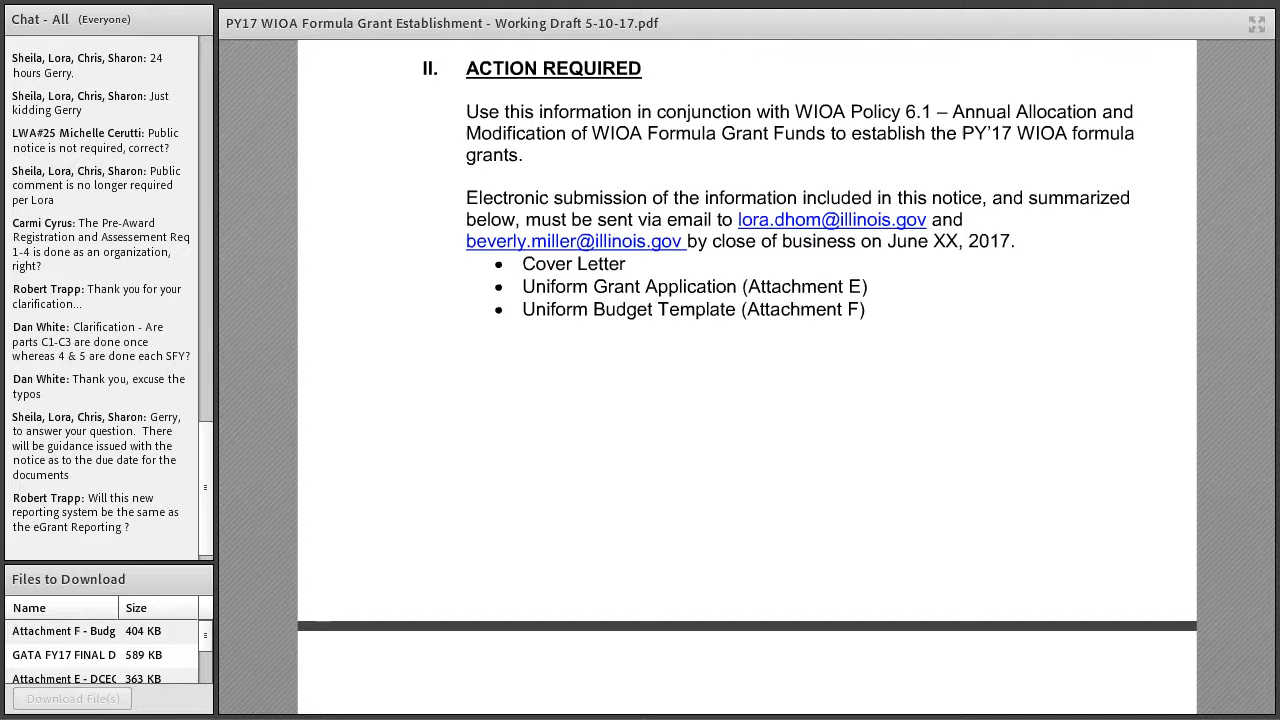 Chat - All (Everyone)
Sheila, Lora, Chris, Sharon: 24
hours Gerry.
Sheila, Lora, Chris, Sharon: Just
kidding Gerry
LWA#25 Michelle Cerutti: Public
notice is not required, correct?
Sheila, Lora, Chris, Sharon: Public
comment is no longer required
per Lora
Carmi Cyrus: The Pre-Award
Registration and Assessment Req
1-4 is done as an organization,
right?
Robert Trapp: Thank you for your
clarification...
Dan White: Clarification - Are
parts C1-C3 are done once
whereas 4 & 5 are done each SFY?
Dan White: Thank you, excuse the
typos
Sheila, Lora, Chris, Sharon: Gerry,
to answer your question. There
will be guidance issued with the
notice as to the due date for the
documents
Robert Trapp: Will this new
reporting system be the same as
the eGrant Reporting ?
Files to Download
Name Size
Attachment F - Budg 404 KB
GATA FY17 FINAL D 589 KB
Attachment E - DCEC 363 KB
Download File(s)
PY17 WIOA Formula Grant Establishment - Working Draft 5-10-17.pdf
II. ACTION REQUIRED
Use this information in conjunction with WIOA Policy 6.1 – Annual Allocation and
Modification of WIOA Formula Grant Funds to establish the PY’17 WIOA formula
grants.
Electronic submission of the information included in this notice, and summarized
below, must be sent via email to lora.dhom@illinois.gov and
beverly.miller@illinois.gov by close of business on June XX, 2017.
• Cover Letter
• Uniform Grant Application (Attachment E)
• Uniform Budget Template (Attachment F)